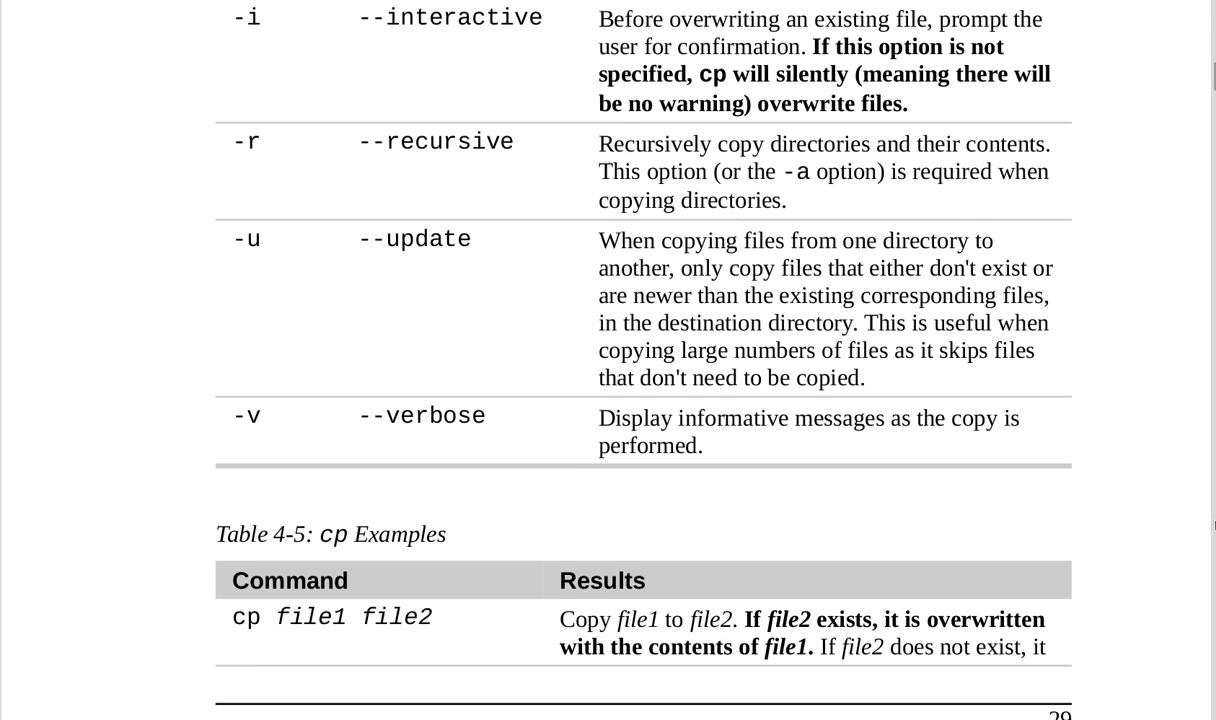 -i --interactive Before overwriting an existing file, prompt the
user for confirmation. If this option is not
specified, cp will silently (meaning there will
be no warning) overwrite files.
-r --recursive Recursively copy directories and their contents.
This option (or the -a option) is required when
copying directories.
-u --update When copying files from one directory to
another, only copy files that either don't exist or
are newer than the existing corresponding files,
in the destination directory. This is useful when
copying large numbers of files as it skips files
that don't need to be copied.
-v --verbose Display informative messages as the copy is
performed.
Table 4-5: cp Examples
Command Results
cp file1 file2 Copy file1 to file2. If file2 exists, it is overwritten
with the contents of file1. If file2 does not exist, it
29